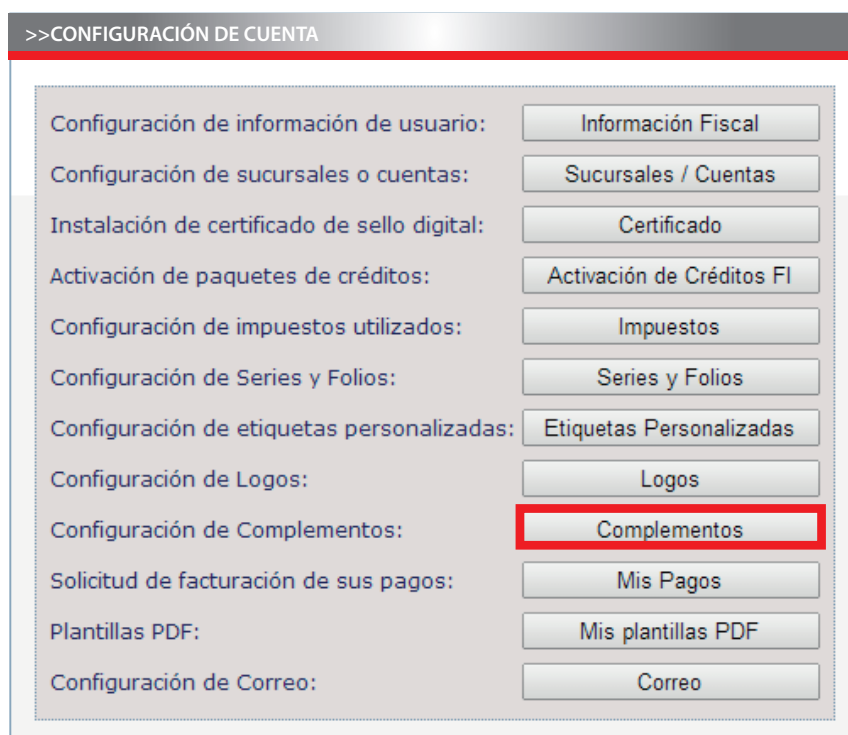 >>CONFIGURACIÓN DE CUENTA
Configuración de información de usuario: Información Fiscal
Configuración de sucursales o cuentas: Sucursales / Cuentas
Instalación de certificado de sello digital: Certificado
Activación de paquetes de créditos: Activación de Créditos FI
Configuración de impuestos utilizados: Impuestos
Configuración de Series y Folios: Series y Folios
Configuración de etiquetas personalizadas: Etiquetas Personalizadas
Configuración de Logos: Logos
Configuración de Complementos: Complementos
Solicitud de facturación de sus pagos: Mis Pagos
Plantillas PDF: Mis plantillas PDF
Configuración de Correo: Correo